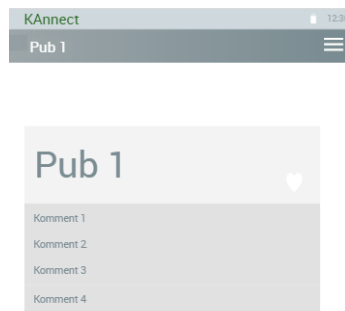 KAnnect
Pub 1
Pub 1
Komment 1
Komment 2
Komment 3
Komment 4